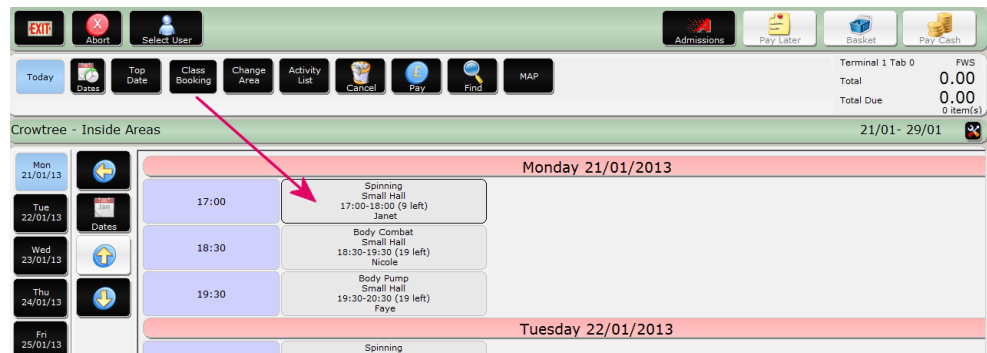 EXIT
Abort
Select User
Admissions
Pay Later
Basket
Pay Cash
Today
Dates
Top Date
Class Booking
Change Area
Activity List
Cancel
Pay
Find
MAP
Terminal 1 Tab 0 FWS
Total 0.00
Total Due 0.00
0 item(s)
Crowtree - Inside Areas
21/01- 29/01
Mon
21/01/13
Tue
22/01/13
Wed
23/01/13
Thu
24/01/13
Fri
25/01/13
Jan
Dates
Monday 21/01/2013
17:00
Spinning
Small Hall
17:00-18:00 (9 left)
Janet
18:30
Body Combat
Small Hall
18:30-19:30 (19 left)
Nicole
19:30
Body Pump
Small Hall
19:30-20:30 (19 left)
Faye
Tuesday 22/01/2013
Spinning